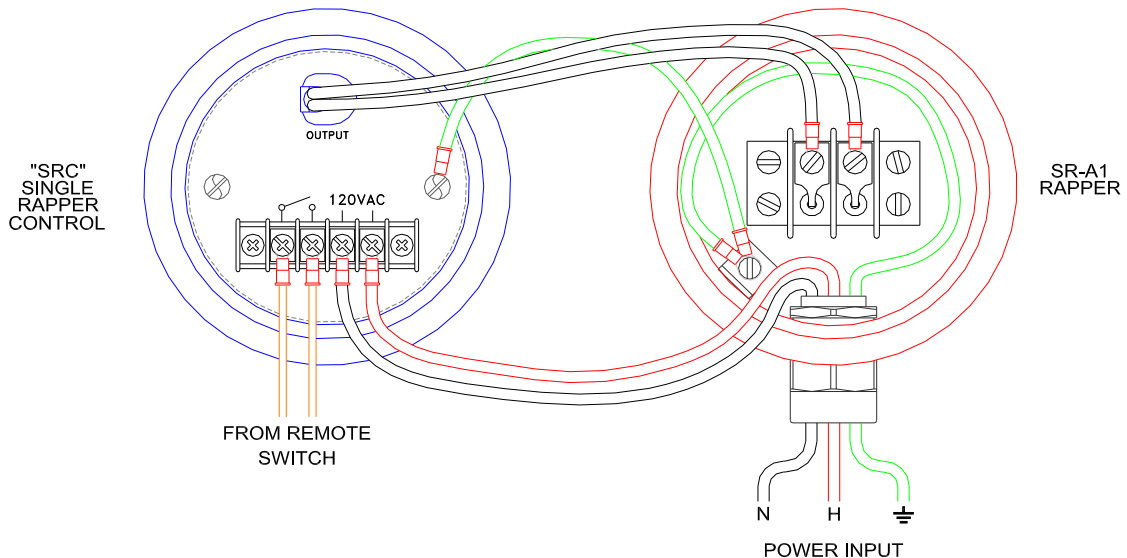 "SRC"
SINGLE
RAPPER
CONTROL
OUTPUT
120VAC
FROM REMOTE
SWITCH
SR-A1
RAPPER
N H
POWER INPUT